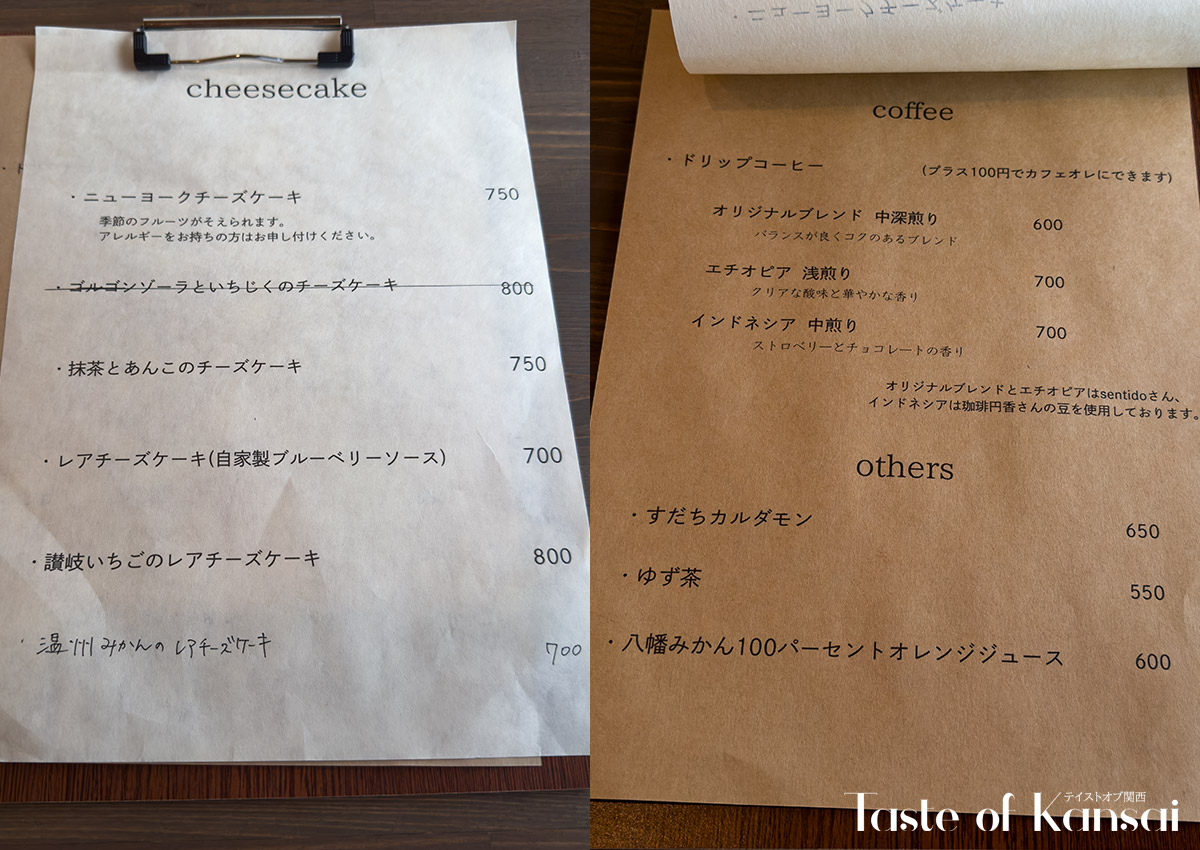 cheesecake
・ニューヨークチーズケーキ 750
季節のフルーツがそえられます。
アレルギーをお持ちの方はお申し付けください。
・ゴルゴンゾーラといちじくのチーズケーキ 800
・抹茶とあんこのチーズケーキ 750
・レアチーズケーキ(自家製ブルーベリーソース) 700
・讃岐いちごのレアチーズケーキ 800
・温州みかんのレアチーズケーキ 700
coffee
・ドリップコーヒー (プラス100円でカフェオレにできます)
オリジナルブレンド 中深煎り 600
バランスが良くコクのあるブレンド
エチオピア 浅煎り 700
クリアな酸味と華やかな香り
インドネシア 中煎り 700
ストロベリーとチョコレートの香り
オリジナルブレンドとエチオピアはsentidoさん、
インドネシアは珈琲円香さんの豆を使用しております。
others
・すだちカルダモン 650
・ゆず茶 550
・八幡みかん100パーセントオレンジジュース 600
テイストオブ関西
Taste of Kansai